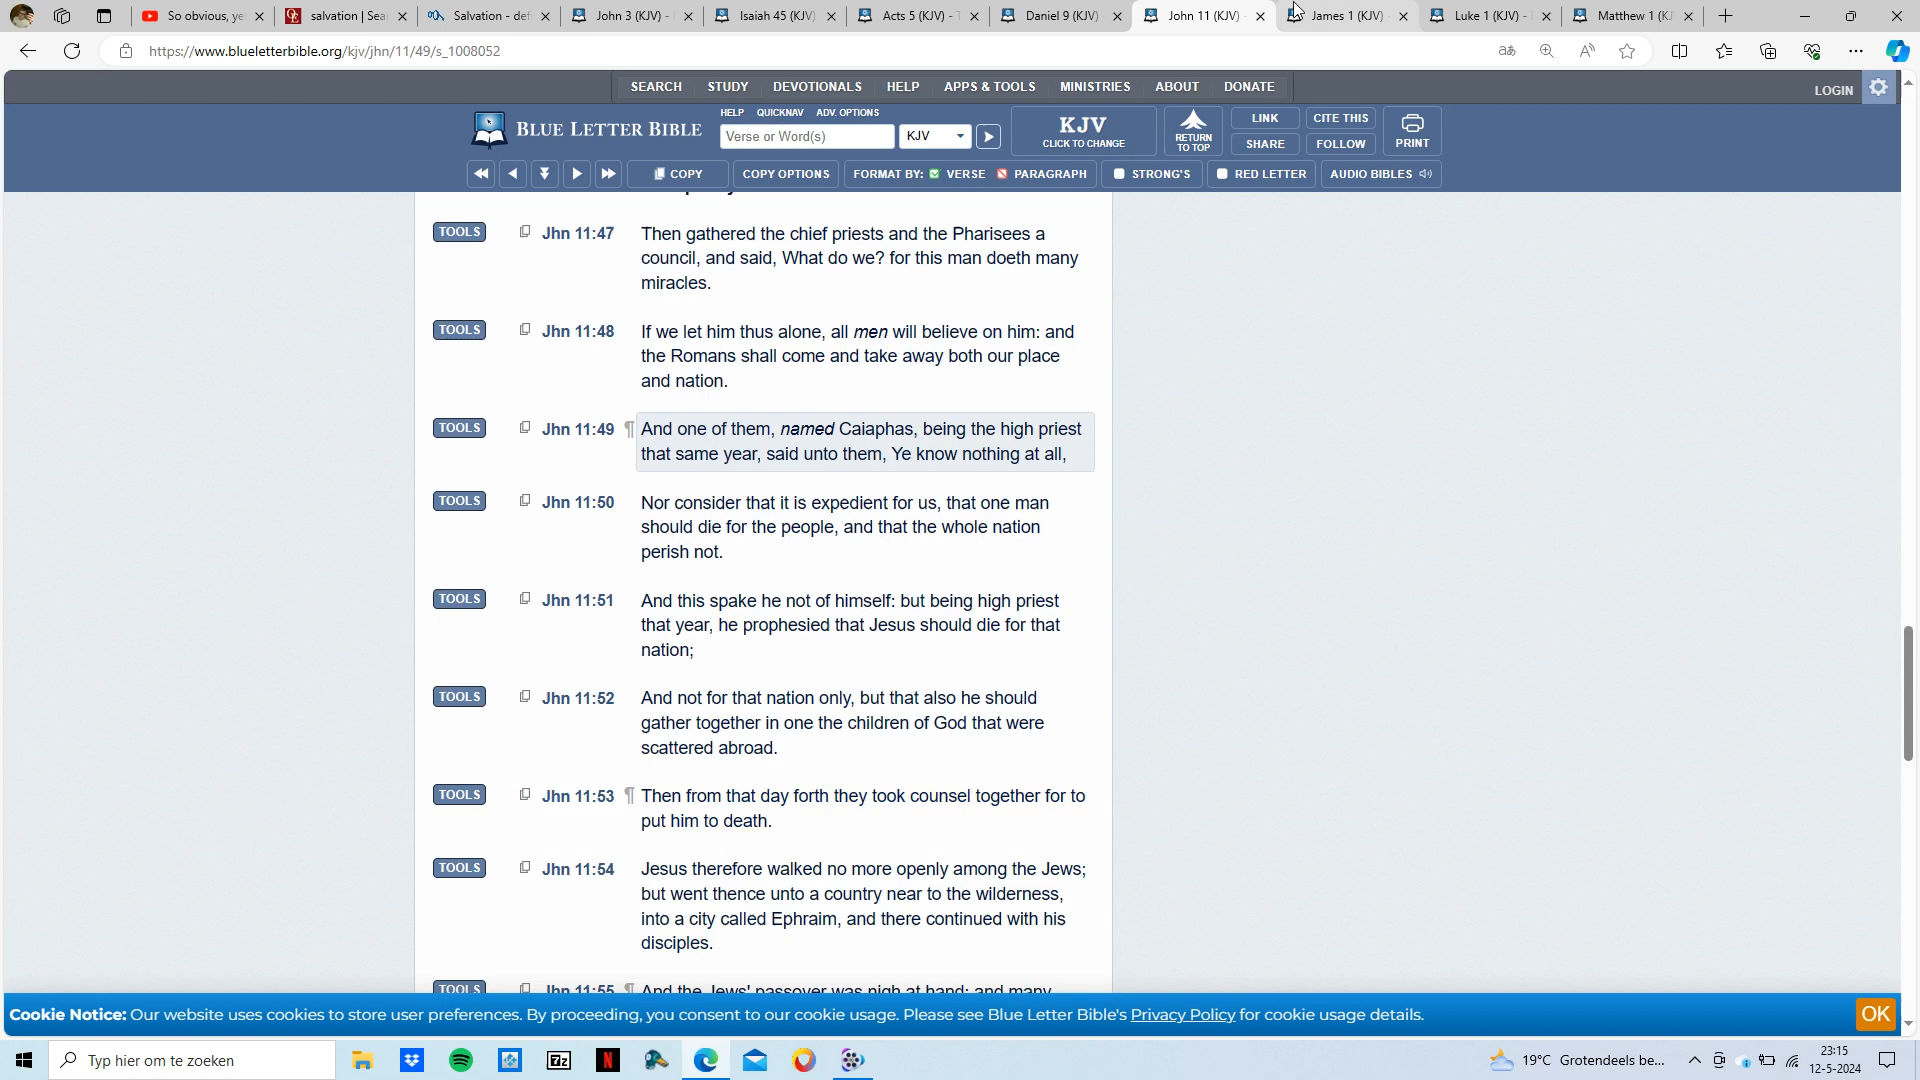 So obvious, ye
salvation | Sear
Salvation - def
John 3 (KJV) -
Isaiah 45 (KJV)
Acts 5 (KJV) - T
Daniel 9 (KJV)
John 11 (KJV) -
James 1 (KJV)
Luke 1 (KJV) -
Matthew 1 (KJ
https://www.blueletterbible.org/kjv/jhn/11/49/s_1008052
SEARCH STUDY DEVOTIONALS HELP APPS & TOOLS MINISTRIES ABOUT DONATE
LOGIN
HELP QUICKNAV ADV. OPTIONS
BLUE LETTER BIBLE
Verse or Word(s)
KJV
KJV
CLICK TO CHANGE
RETURN
TO TOP
LINK
CITE THIS
SHARE
FOLLOW
PRINT
COPY
COPY OPTIONS
FORMAT BY: VERSE PARAGRAPH
STRONG'S
RED LETTER
AUDIO BIBLES
TOOLS Jhn 11:47 Then gathered the chief priests and the Pharisees a
council, and said, What do we? for this man doeth many
miracles.
TOOLS Jhn 11:48 If we let him thus alone, all men will believe on him: and
the Romans shall come and take away both our place
and nation.
TOOLS Jhn 11:49 ¶ And one of them, named Caiaphas, being the high priest
that same year, said unto them, Ye know nothing at all,
TOOLS Jhn 11:50 Nor consider that it is expedient for us, that one man
should die for the people, and that the whole nation
perish not.
TOOLS Jhn 11:51 And this spake he not of himself: but being high priest
that year, he prophesied that Jesus should die for that
nation;
TOOLS Jhn 11:52 And not for that nation only, but that also he should
gather together in one the children of God that were
scattered abroad.
TOOLS Jhn 11:53 ¶ Then from that day forth they took counsel together for to
put him to death.
TOOLS Jhn 11:54 Jesus therefore walked no more openly among the Jews;
but went thence unto a country near to the wilderness,
into a city called Ephraim, and there continued with his
disciples.
TOOLS Jhn 11:55 ¶ And the Jews' passover was nigh at hand: and many
Cookie Notice: Our website uses cookies to store user preferences. By proceeding, you consent to our cookie usage. Please see Blue Letter Bible's Privacy Policy for cookie usage details.
OK
Typ hier om te zoeken
19°C Grotendeels be...
23:15
12-5-2024